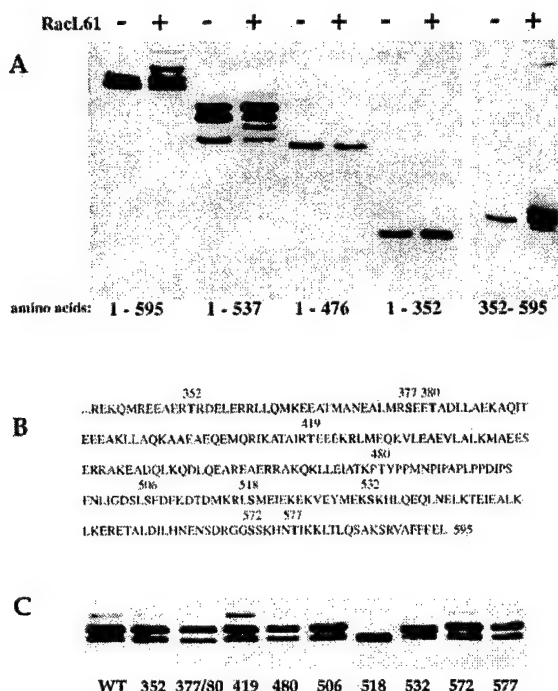 RacL61 - + - + - + - + - +
A
amino acids: 1 - 595 1 - 537 1 - 476 1 - 352 352- 595
352 377 380
...REKQMREEAERTRDELERRLLQMKEEATMANEALMRSEETADLLAEKAQIT
419
B EEEAKLLAQKAAEAEQEMQRIKATAIRTEEEKRLMEQKVLEAEVLALKMAEES
480
ERRAKEADQLKQDLQEAREAERRAKQKLLEIATKPTYPPMNPIPAPLPPDIPS
506 518 532
FNLIGDSLSFDFKDTDMKRLSMEIEKEKVEYMEKSKHLQEQLNELKTEIEALK
572 577
LKERETALDILHNENSDRGGSSKHNTIKKLTLQSAKSRVAFFEEL 595
C
WT 352 377/80 419 480 506 518 532 572 577